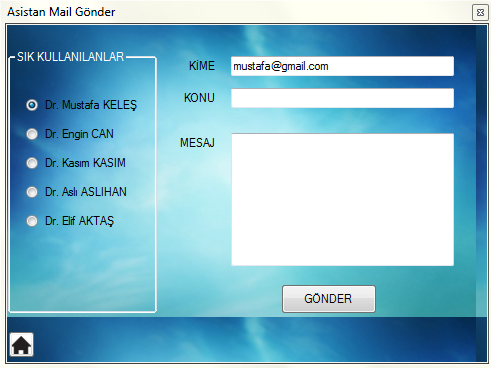 Asistan Mail Gönder
SIK KULLANILANLAR
Dr. Mustafa KELEŞ
Dr. Engin CAN
Dr. Kasım KASIM
Dr. Aslı ASLIHAN
Dr. Elif AKTAŞ
KİME
mustafa@gmail.com
KONU
MESAJ
GÖNDER